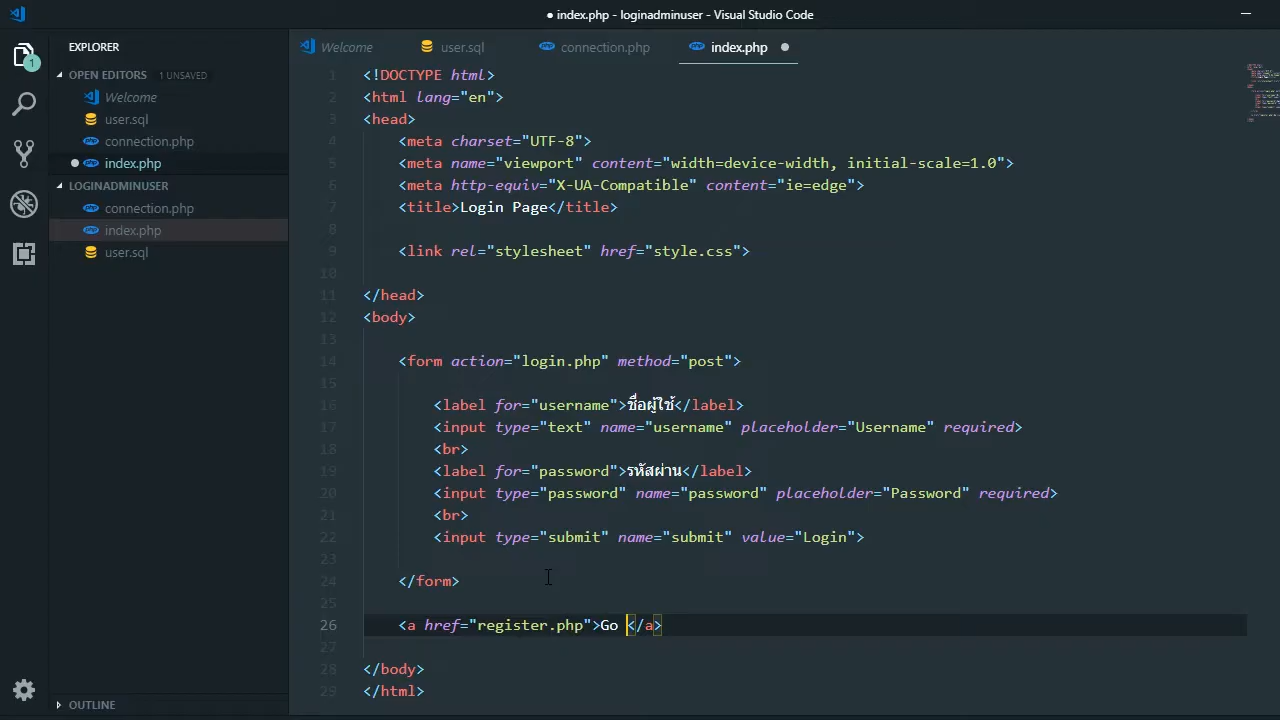 ● index.php - loginadminuser - Visual Studio Code
EXPLORER
Welcome
user.sql
connection.php
index.php ●
OPEN EDITORS 1 UNSAVED
1
Welcome
user.sql
connection.php
● index.php
LOGINADMINUSER
connection.php
index.php
user.sql
OUTLINE
1 <!DOCTYPE html>
2 <html lang="en">
3 <head>
4 <meta charset="UTF-8">
5 <meta name="viewport" content="width=device-width, initial-scale=1.0">
6 <meta http-equiv="X-UA-Compatible" content="ie=edge">
7 <title>Login Page</title>
8
9 <link rel="stylesheet" href="style.css">
10
11 </head>
12 <body>
13
14 <form action="login.php" method="post">
15
16 <label for="username">ชื่อผู้ใช้</label>
17 <input type="text" name="username" placeholder="Username" required>
18 <br>
19 <label for="password">รหัสผ่าน</label>
20 <input type="password" name="password" placeholder="Password" required>
21 <br>
22 <input type="submit" name="submit" value="Login">
23
24 </form>
25
26 <a href="register.php">Go </a>
27
28 </body>
29 </html>